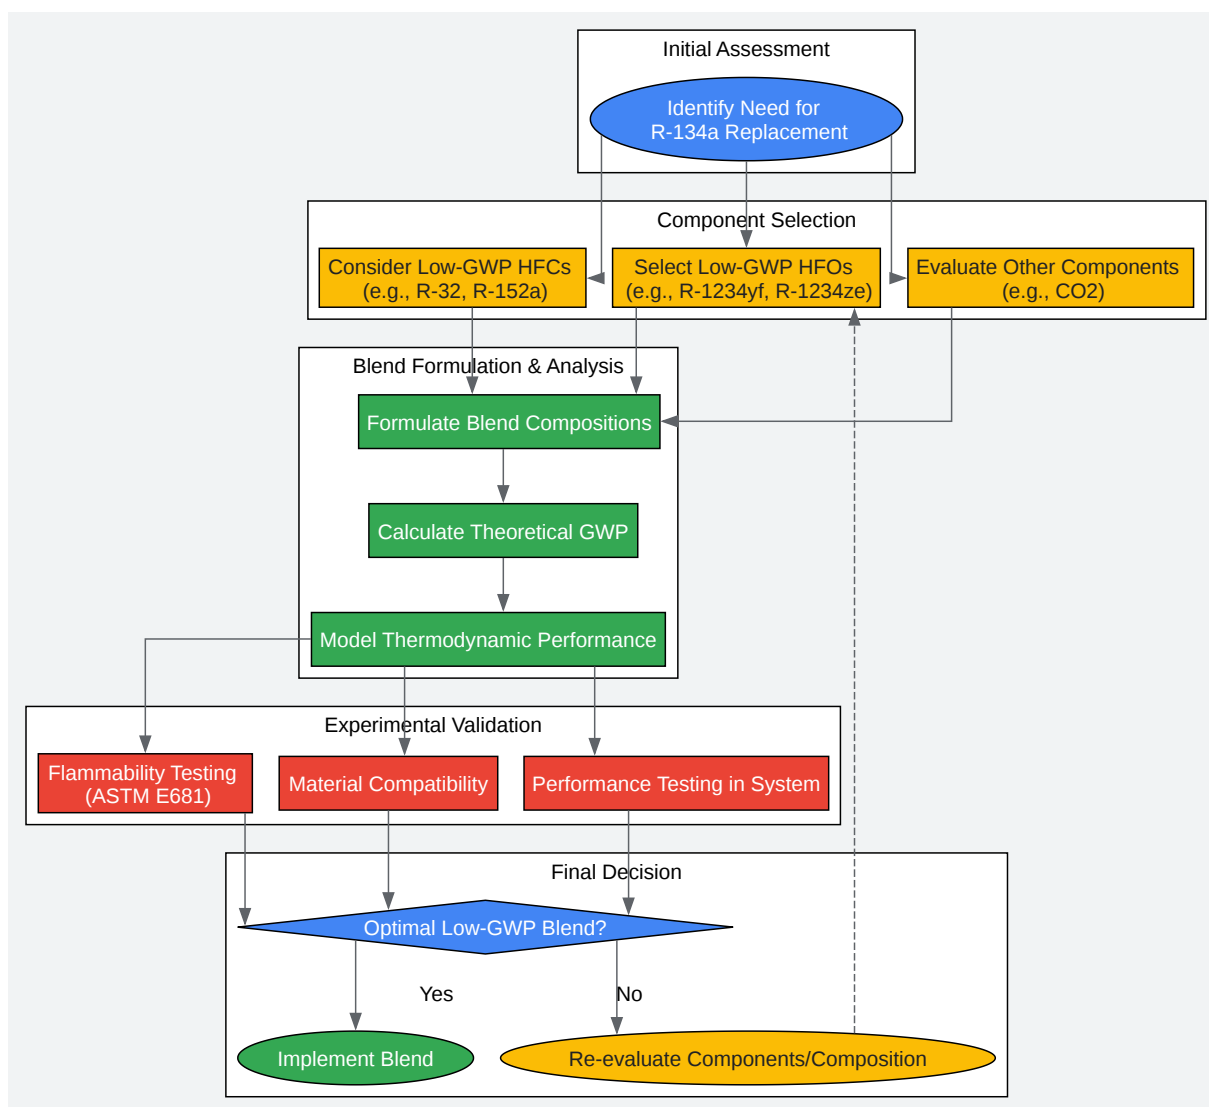 Initial Assessment
Identify Need for
R-134a Replacement
Component Selection
Consider Low-GWP HFCs
(e.g., R-32, R-152a)
Select Low-GWP HFOs
(e.g., R-1234yf, R-1234ze)
Evaluate Other Components
(e.g., CO2)
Blend Formulation & Analysis
Formulate Blend Compositions
Calculate Theoretical GWP
Model Thermodynamic Performance
Experimental Validation
Flammability Testing
(ASTM E681)
Material Compatibility
Performance Testing in System
Final Decision
Optimal Low-GWP Blend?
Yes
No
Implement Blend
Re-evaluate Components/Composition